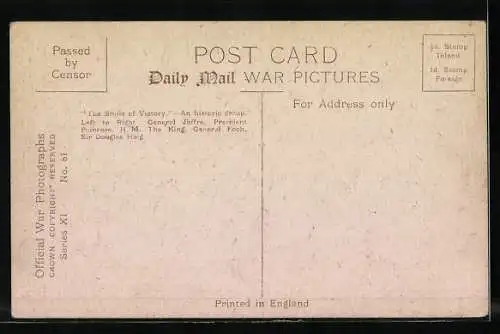 Passed
by
Censor
POST CARD
Daily Mail WAR PICTURES
½d. Stamp
Inland
1d. Stamp
Foreign
For Address only
"The Smile of Victory."—An historic group.
Left to Right General Joffre, President
Poincare, H.M. The King, General Foch,
Sir Douglas Haig.
Official War Photographs
CROWN COPYRIGHT RESERVED
Series XI No. 81
Printed in England